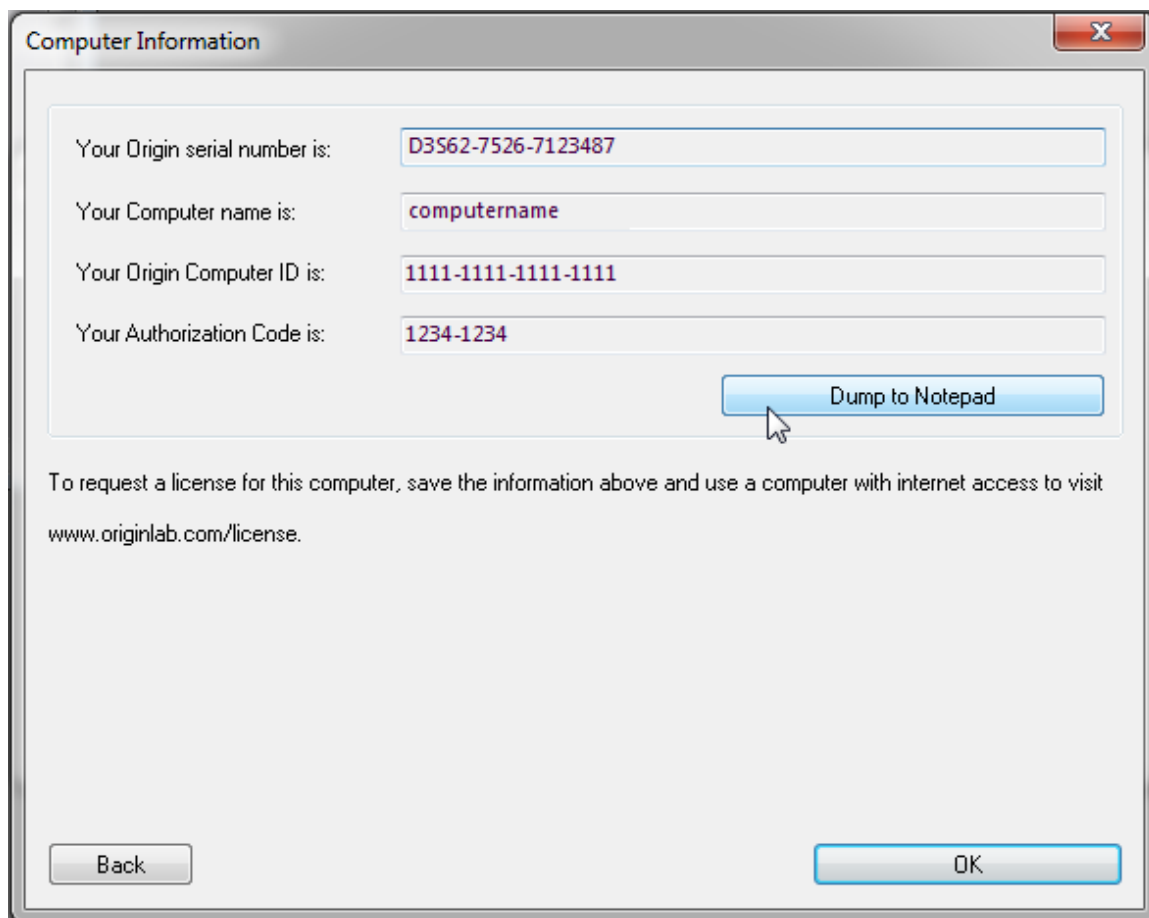 Computer Information
Your Origin serial number is: D3S62-7526-7123487
Your Computer name is: computername
Your Origin Computer ID is: 1111-1111-1111-1111
Your Authorization Code is: 1234-1234
Dump to Notepad
To request a license for this computer, save the information above and use a computer with internet access to visit
www.originlab.com/license.
Back OK